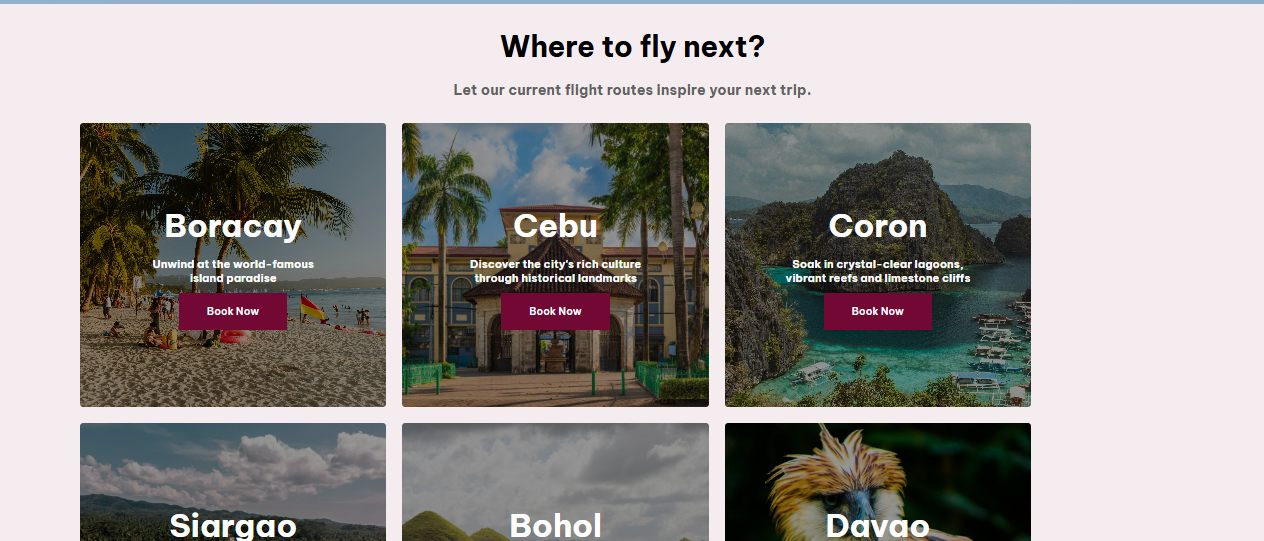 Where to fly next?
Let our current flight routes inspire your next trip.
Boracay
Unwind at the world-famous
island paradise
Book Now
Cebu
Discover the city's rich culture
through historical landmarks
Book Now
Coron
Soak in crystal-clear lagoons,
vibrant reefs and limestone cliffs
Book Now
Siargao
Bohol
Davao